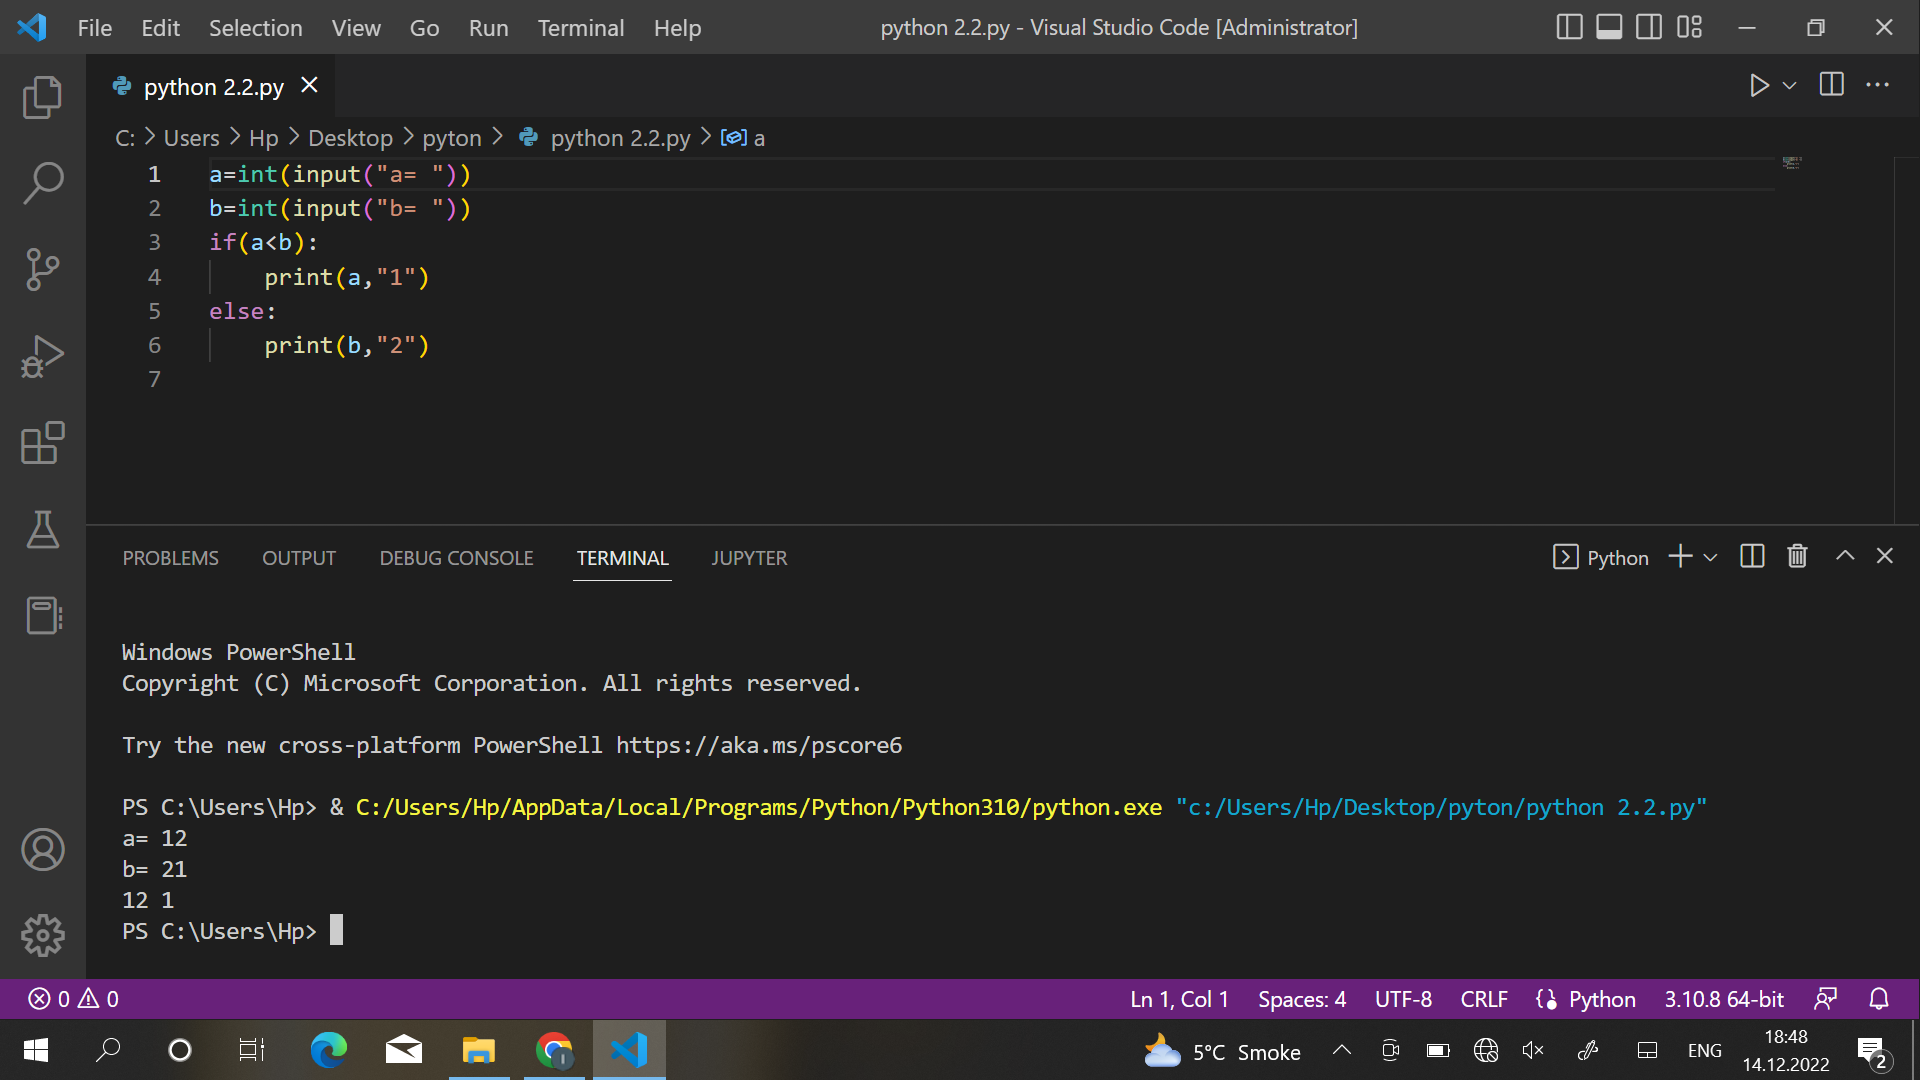 File Edit Selection View Go Run Terminal Help python 2.2.py - Visual Studio Code [Administrator]
python 2.2.py
C: > Users > Hp > Desktop > pyton > python 2.2.py > a
1 a=int(input("a= "))
2 b=int(input("b= "))
3 if(a<b):
4     print(a,"1")
5 else:
6     print(b,"2")
7
PROBLEMS OUTPUT DEBUG CONSOLE TERMINAL JUPYTER Python
Windows PowerShell
Copyright (C) Microsoft Corporation. All rights reserved.
Try the new cross-platform PowerShell https://aka.ms/pscore6
PS C:\Users\Hp> & C:/Users/Hp/AppData/Local/Programs/Python/Python310/python.exe "c:/Users/Hp/Desktop/pyton/python 2.2.py"
a= 12
b= 21
12 1
PS C:\Users\Hp>
0 0 Ln 1, Col 1 Spaces: 4 UTF-8 CRLF Python 3.10.8 64-bit
5°C Smoke ENG 18:48
14.12.2022 2